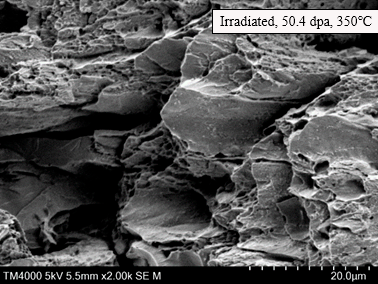 Irradiated, 50.4 dpa, 350°C
TM4000 5kV 5.5mm x2.00k SE M
20.0μm